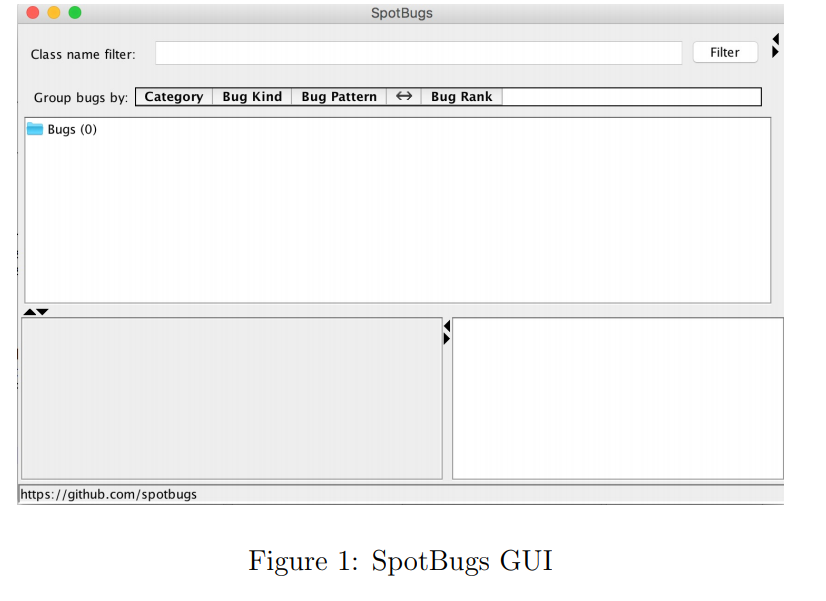 SpotBugs
Class name filter:
Filter
Group bugs by: Category Bug Kind Bug Pattern ↔ Bug Rank
Bugs (0)
https://github.com/spotbugs
Figure 1: SpotBugs GUI